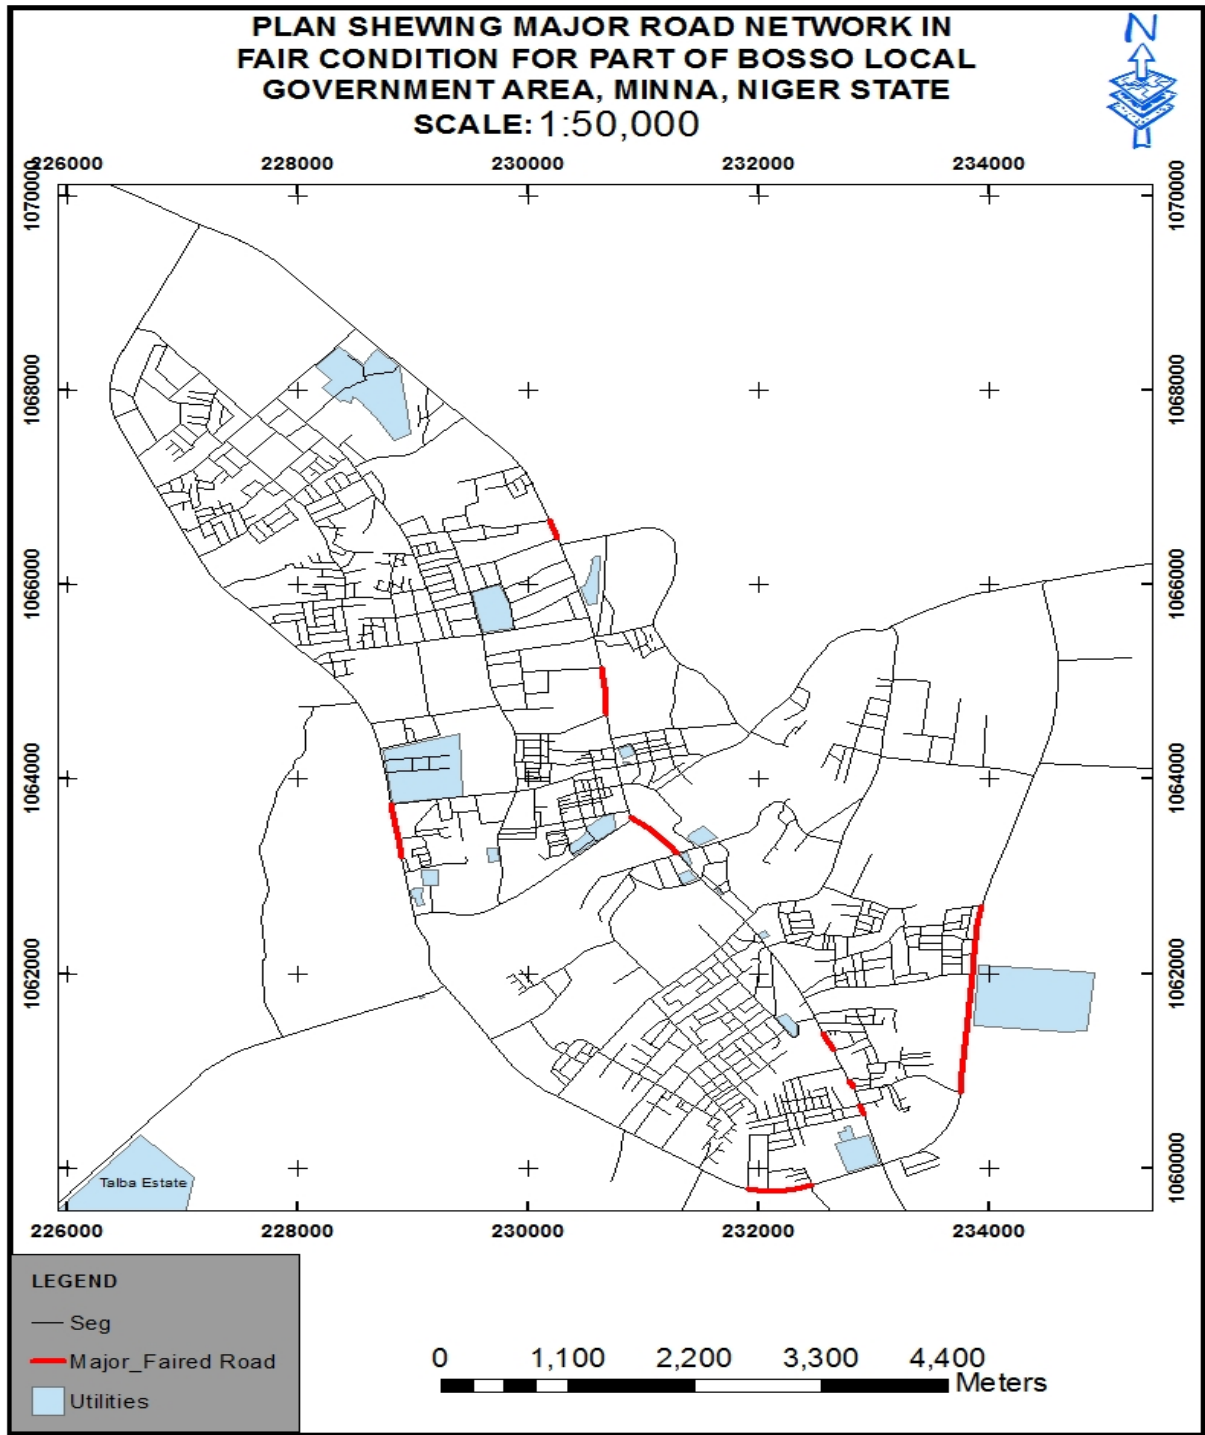 PLAN SHEWING MAJOR ROAD NETWORK IN
FAIR CONDITION FOR PART OF BOSSO LOCAL
GOVERNMENT AREA, MINNA, NIGER STATE
SCALE: 1:50,000
N
226000 228000 230000 232000 234000
1070000 1070000
1068000 1068000
1066000 1066000
1064000 1064000
1062000 1062000
1060000 1060000
Talba Estate
226000 228000 230000 232000 234000
LEGEND
Seg
Major_Faired Road
Utilities
0 1,100 2,200 3,300 4,400
Meters